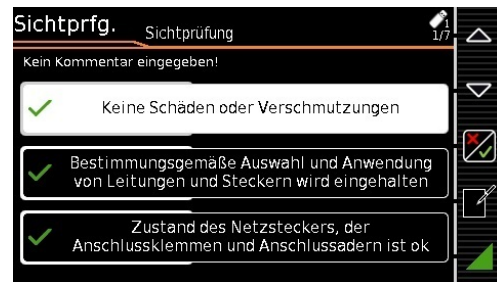 Sichtprfg.
Sichtprüfung
1
1/7
Kein Kommentar eingegeben!
Keine Schäden oder Verschmutzungen
Bestimmungsgemäße Auswahl und Anwendung
von Leitungen und Steckern wird eingehalten
Zustand des Netzsteckers, der
Anschlussklemmen und Anschlussadern ist ok